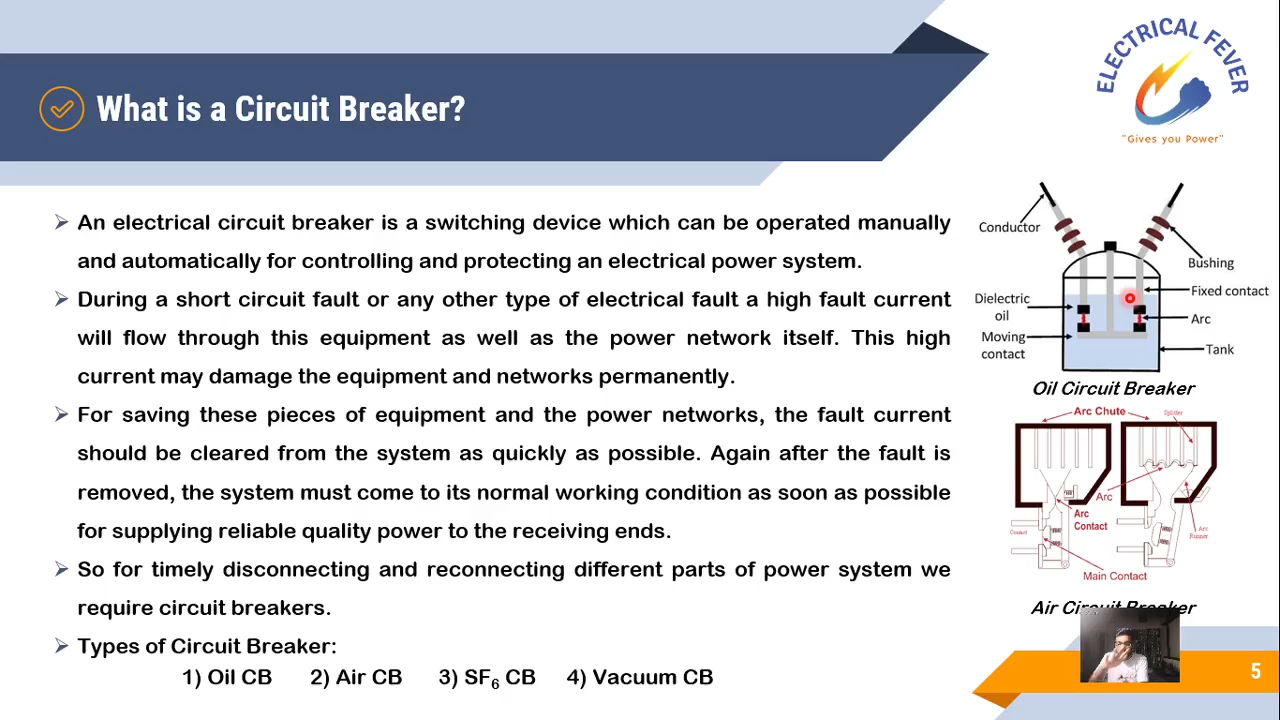 What is a Circuit Breaker?
ELECTRICAL FEVER
"Gives you Power"
An electrical circuit breaker is a switching device which can be operated manually
and automatically for controlling and protecting an electrical power system.
During a short circuit fault or any other type of electrical fault a high fault current
will flow through this equipment as well as the power network itself. This high
current may damage the equipment and networks permanently.
For saving these pieces of equipment and the power networks, the fault current
should be cleared from the system as quickly as possible. Again after the fault is
removed, the system must come to its normal working condition as soon as possible
for supplying reliable quality power to the receiving ends.
So for timely disconnecting and reconnecting different parts of power system we
require circuit breakers.
Types of Circuit Breaker:
1) Oil CB 2) Air CB 3) SF₆ CB 4) Vacuum CB
Conductor
Bushing
Fixed contact
Dielectric
oil
Arc
Moving
contact
Tank
Oil Circuit Breaker
Arc Chute
Splitter
Arc
Arc
Contact
Contact
Arc
Runner
Main Contact
Air Circuit Breaker
5